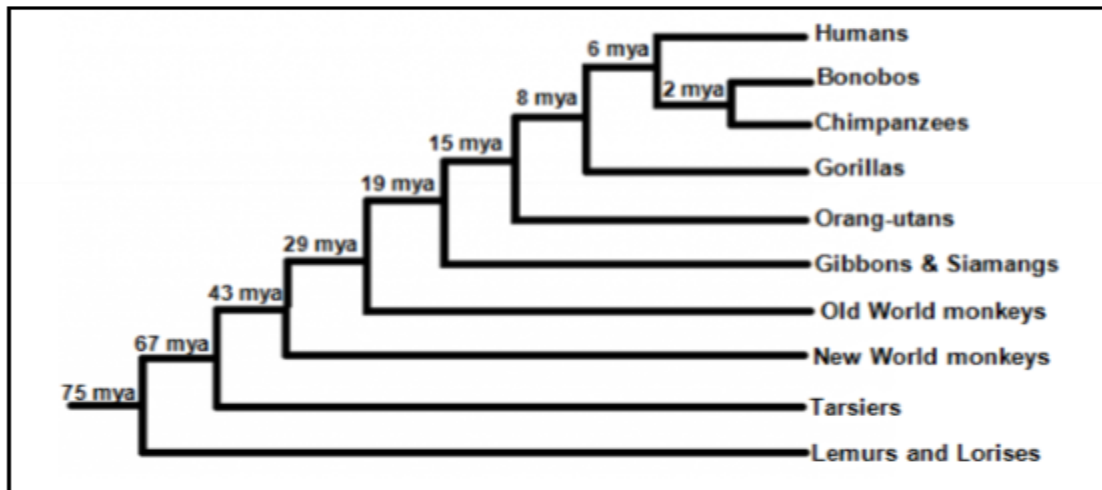 Humans
6 mya
Bonobos
2 mya
8 mya
Chimpanzees
15 mya
Gorillas
19 mya
Orang-utans
29 mya
Gibbons & Siamangs
43 mya
Old World monkeys
67 mya
New World monkeys
75 mya
Tarsiers
Lemurs and Lorises